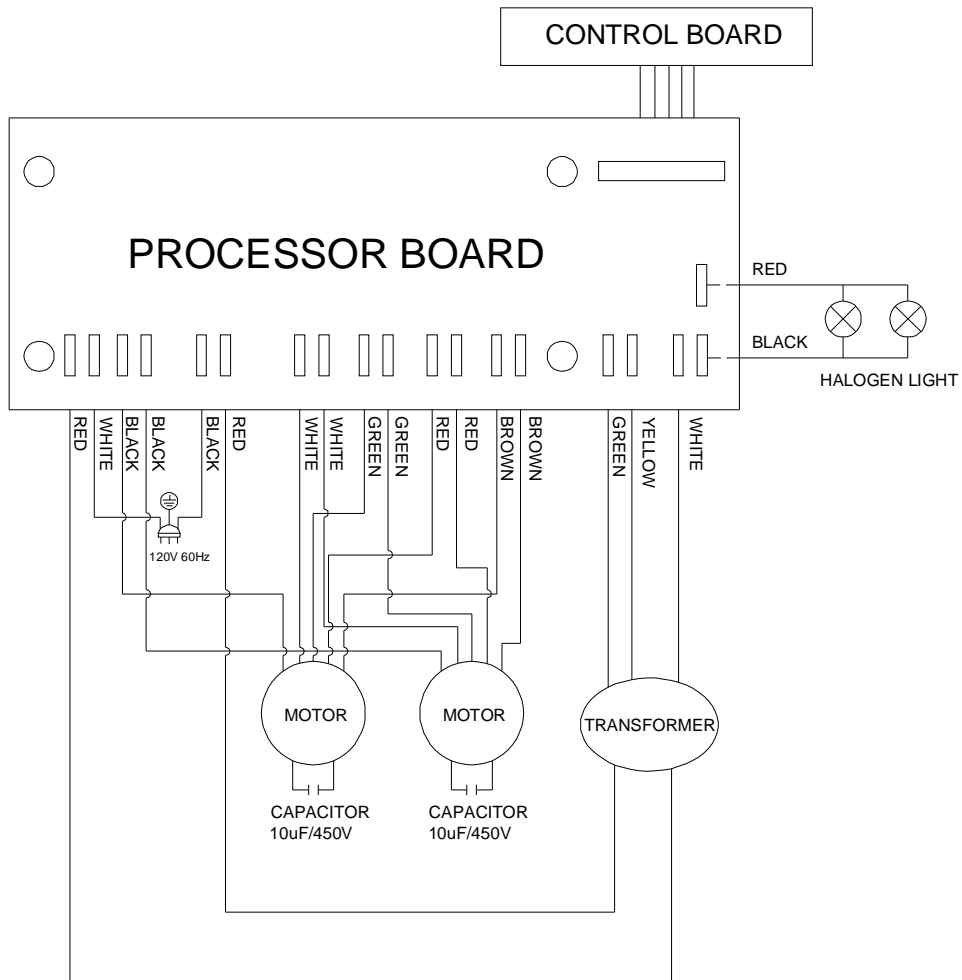 CONTROL BOARD
PROCESSOR BOARD
RED
BLACK
HALOGEN LIGHT
RED
WHITE
BLACK
BLACK
BLACK
RED
WHITE
WHITE
GREEN
GREEN
RED
RED
BROWN
BROWN
GREEN
YELLOW
WHITE
120V 60Hz
MOTOR
MOTOR
TRANSFORMER
CAPACITOR
10uF/450V
CAPACITOR
10uF/450V